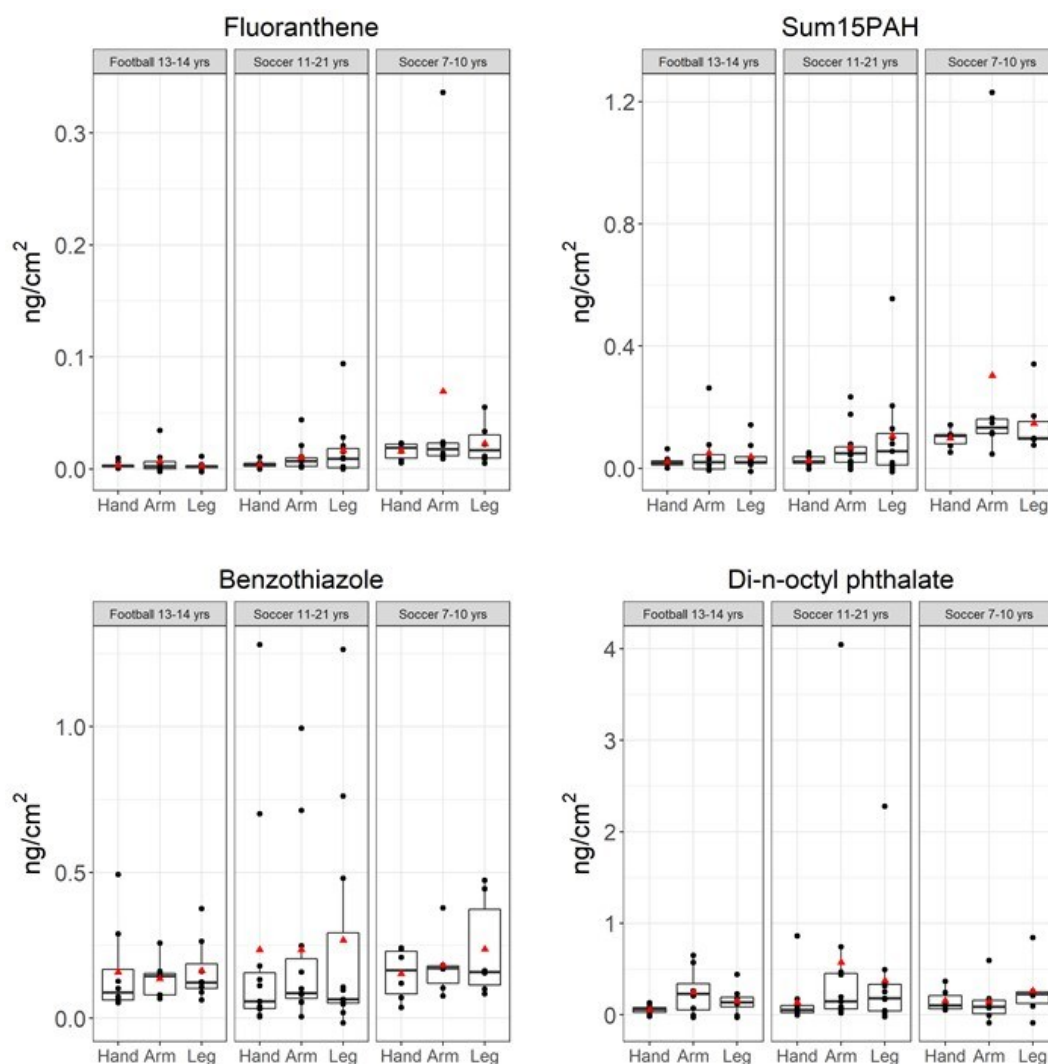 Fluoranthene
Football 13-14 yrs Soccer 11-21 yrs Soccer 7-10 yrs
0.3
0.2
0.1
0.0
ng/cm²
Hand Arm Leg Hand Arm Leg Hand Arm Leg
Sum15PAH
Football 13-14 yrs Soccer 11-21 yrs Soccer 7-10 yrs
1.2
0.8
0.4
0.0
ng/cm²
Hand Arm Leg Hand Arm Leg Hand Arm Leg
Benzothiazole
Football 13-14 yrs Soccer 11-21 yrs Soccer 7-10 yrs
1.0
0.5
0.0
ng/cm²
Hand Arm Leg Hand Arm Leg Hand Arm Leg
Di-n-octyl phthalate
Football 13-14 yrs Soccer 11-21 yrs Soccer 7-10 yrs
4
3
2
1
0
ng/cm²
Hand Arm Leg Hand Arm Leg Hand Arm Leg